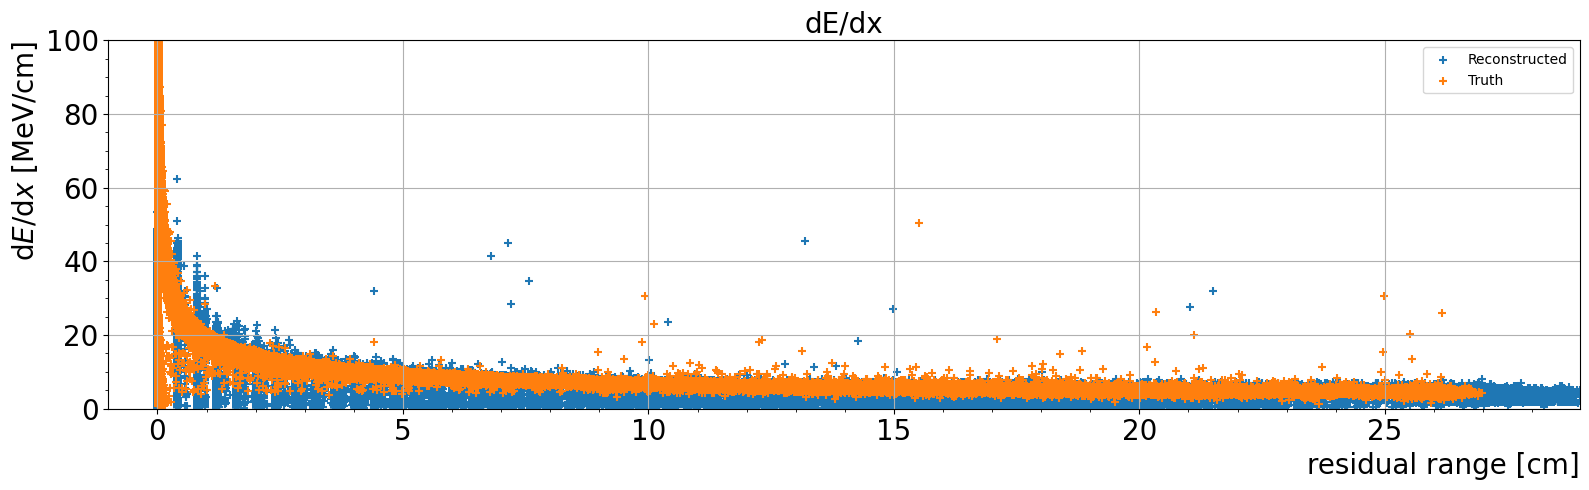 dE/dx
dE/dx [MeV/cm]
100
80
60
40
20
0
Reconstructed
Truth
0 5 10 15 20 25
residual range [cm]